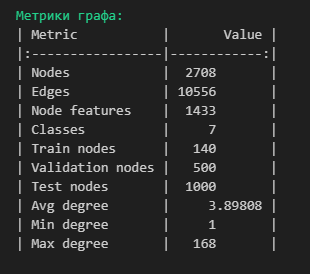 Метрики графа:
| Metric           |      Value |
|:-----------------|-----------:|
| Nodes            | 2708       |
| Edges            | 10556       |
| Node features    | 1433       |
| Classes          |    7       |
| Train nodes      |  140       |
| Validation nodes |  500       |
| Test nodes       | 1000       |
| Avg degree       |    3.89808 |
| Min degree       |    1       |
| Max degree       |  168       |